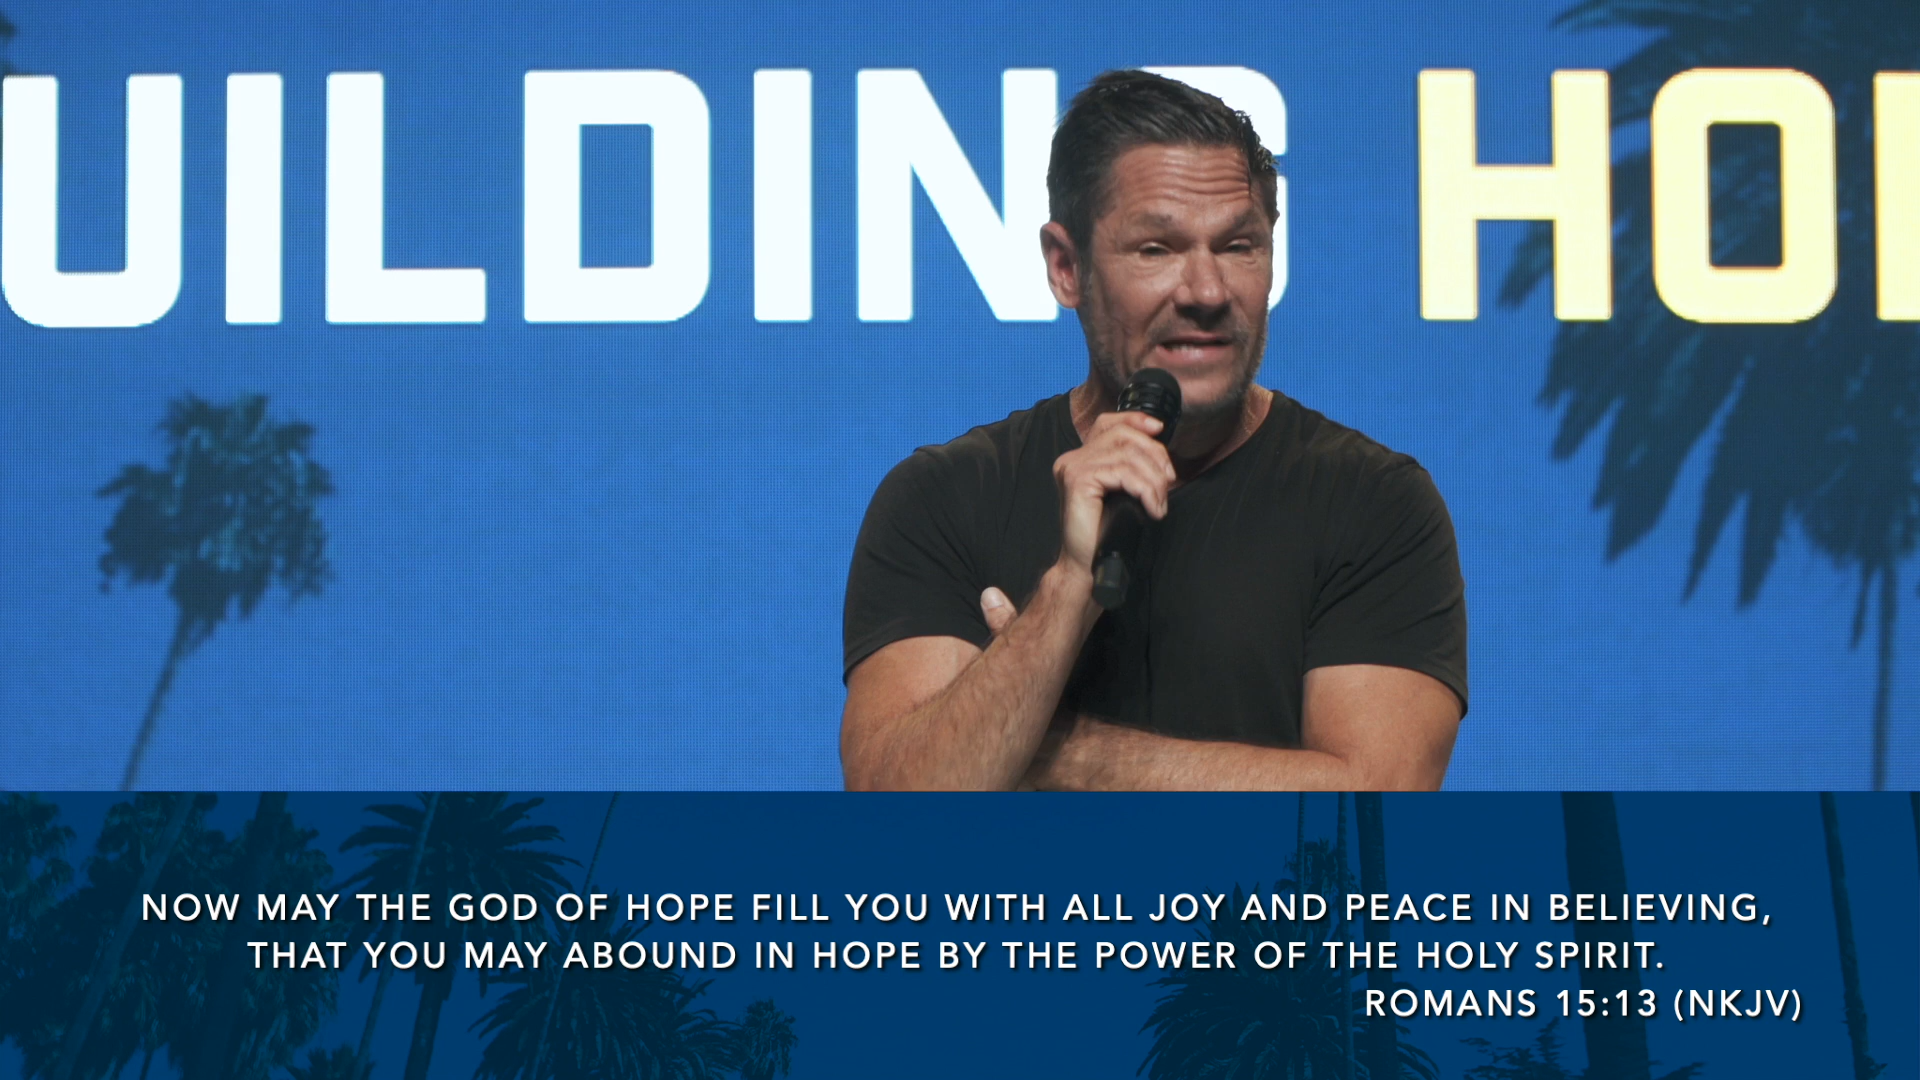 UILDING HO
NOW MAY THE GOD OF HOPE FILL YOU WITH ALL JOY AND PEACE IN BELIEVING,
THAT YOU MAY ABOUND IN HOPE BY THE POWER OF THE HOLY SPIRIT.
ROMANS 15:13 (NKJV)